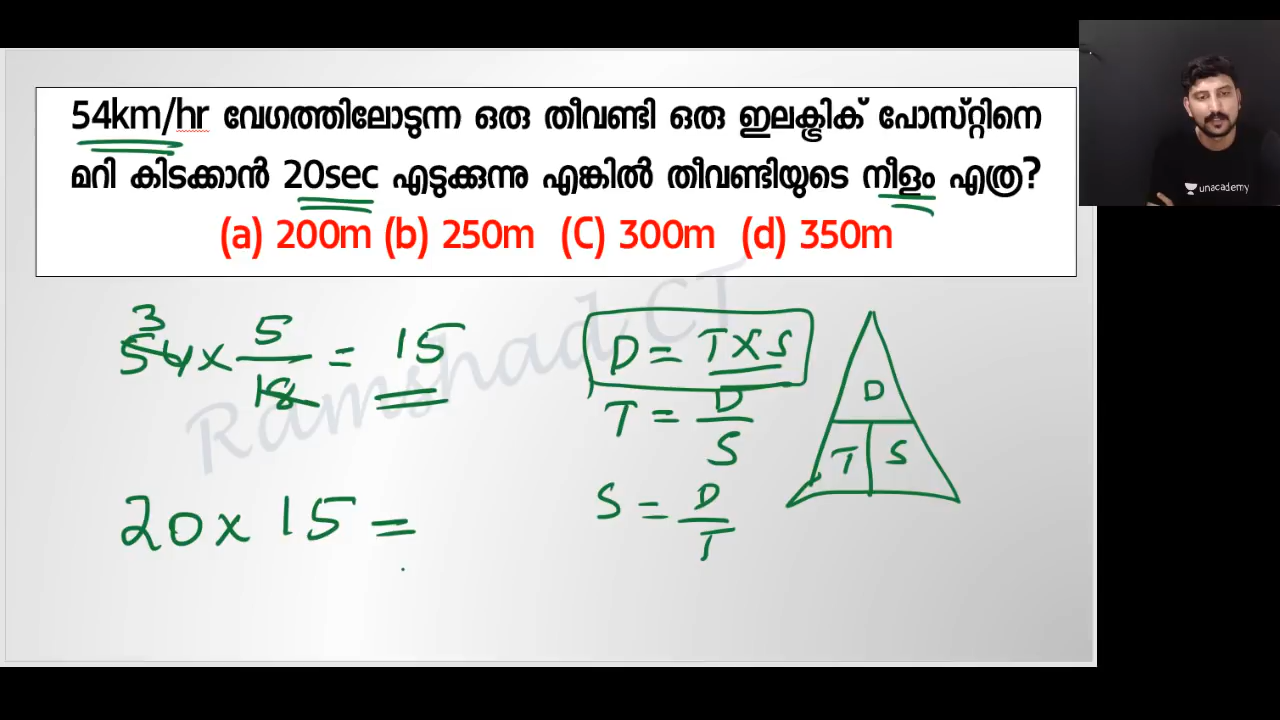 54km/hr വേഗത്തിലോടുന്ന ഒരു തീവണ്ടി ഒരു ഇലക്ട്രിക് പോസ്റ്റിനെ
മറി കിടക്കാൻ 20sec എടുക്കുന്നു എങ്കിൽ തീവണ്ടിയുടെ നീളം എത്ര?
(a) 200m (b) 250m (C) 300m (d) 350m
unacademy
Ramshad.CT
3
54 × 5/18 = 15
20 × 15 =
D = T × S
T = D/S
S = D/T
D
T S